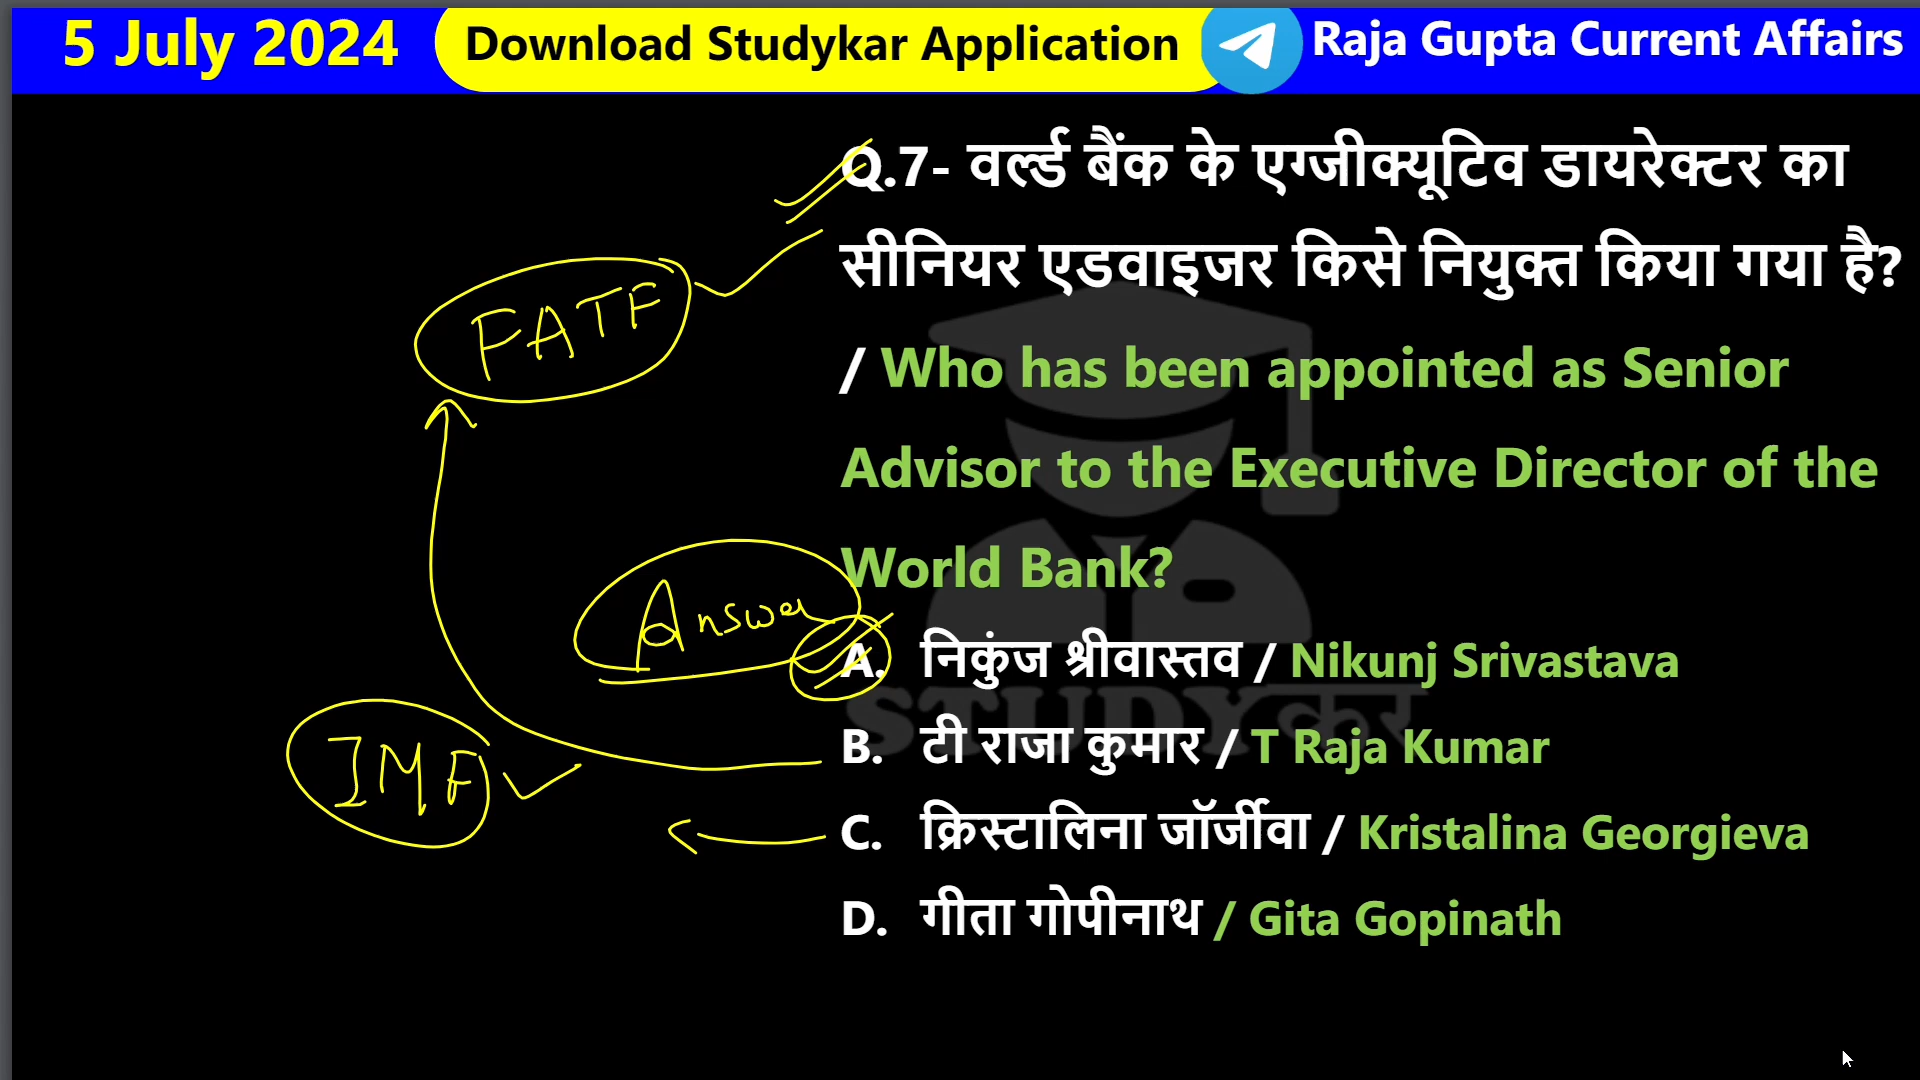 5 July 2024
Download Studykar Application
Raja Gupta Current Affairs
Q.7- वर्ल्ड बैंक के एग्जीक्यूटिव डायरेक्टर का
सीनियर एडवाइजर किसे नियुक्त किया गया है?
/ Who has been appointed as Senior
Advisor to the Executive Director of the
World Bank?
A. निकुंज श्रीवास्तव / Nikunj Srivastava
B. टी राजा कुमार / T Raja Kumar
C. क्रिस्टालिना जॉर्जीवा / Kristalina Georgieva
D. गीता गोपीनाथ / Gita Gopinath
FATF
Answer
IMF
STUDYकर